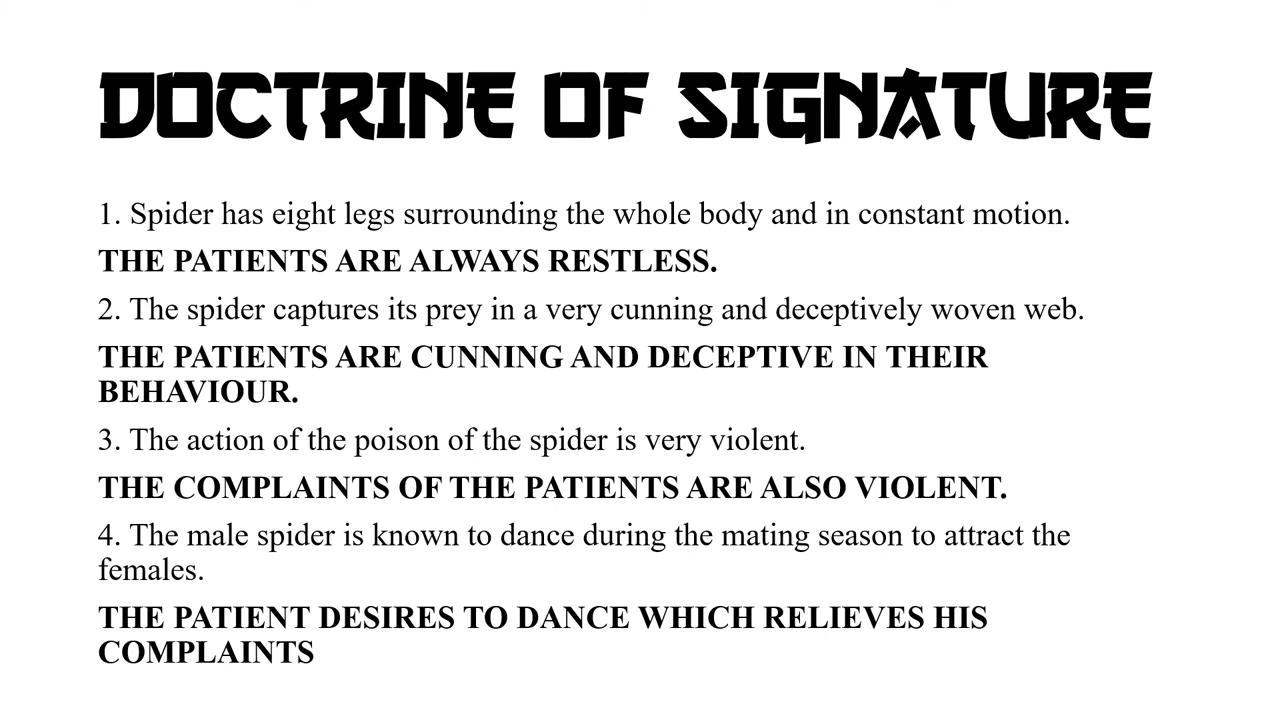 DOCTRINE OF SIGNATURE
1. Spider has eight legs surrounding the whole body and in constant motion.
THE PATIENTS ARE ALWAYS RESTLESS.
2. The spider captures its prey in a very cunning and deceptively woven web.
THE PATIENTS ARE CUNNING AND DECEPTIVE IN THEIR
BEHAVIOUR.
3. The action of the poison of the spider is very violent.
THE COMPLAINTS OF THE PATIENTS ARE ALSO VIOLENT.
4. The male spider is known to dance during the mating season to attract the
females.
THE PATIENT DESIRES TO DANCE WHICH RELIEVES HIS
COMPLAINTS